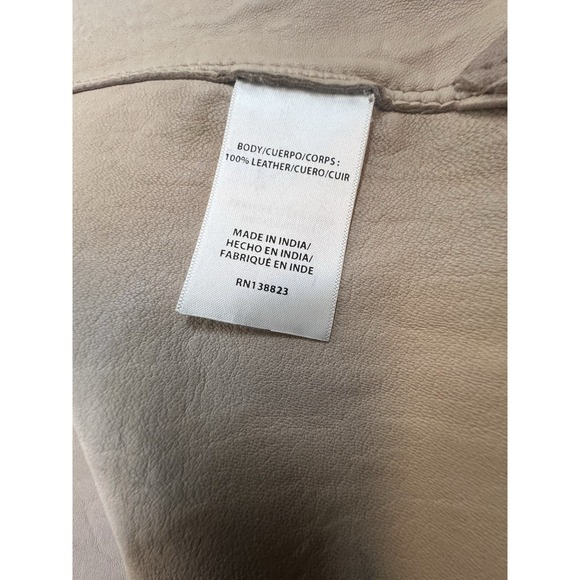 BODY/CUERPO/CORPS :
100% LEATHER/CUERO/CUIR
MADE IN INDIA/
HECHO EN INDIA/
FABRIQUÉ EN INDE
RN138823